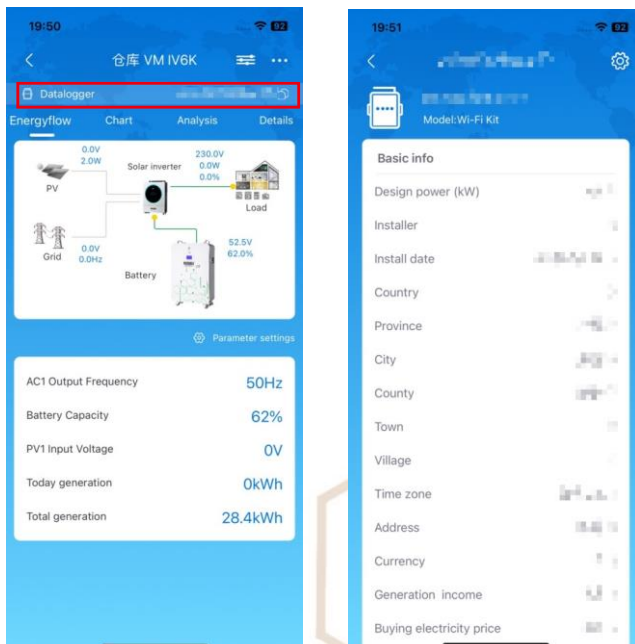 19:50
92
仓库 VM IV6K
Datalogger
Energyflow
Chart
Analysis
Details
0.0V
2.0W
PV
Solar inverter
230.0V
0.0W
0.0%
Load
Grid
0.0V
0.0Hz
Battery
52.5V
62.0%
Parameter settings
AC1 Output Frequency 50Hz
Battery Capacity 62%
PV1 Input Voltage 0V
Today generation 0kWh
Total generation 28.4kWh
19:51
92
Model:Wi-Fi Kit
Basic info
Design power (kW)
Installer
Install date
Country
Province
City
County
Town
Village
Time zone
Address
Currency
Generation income
Buying electricity price